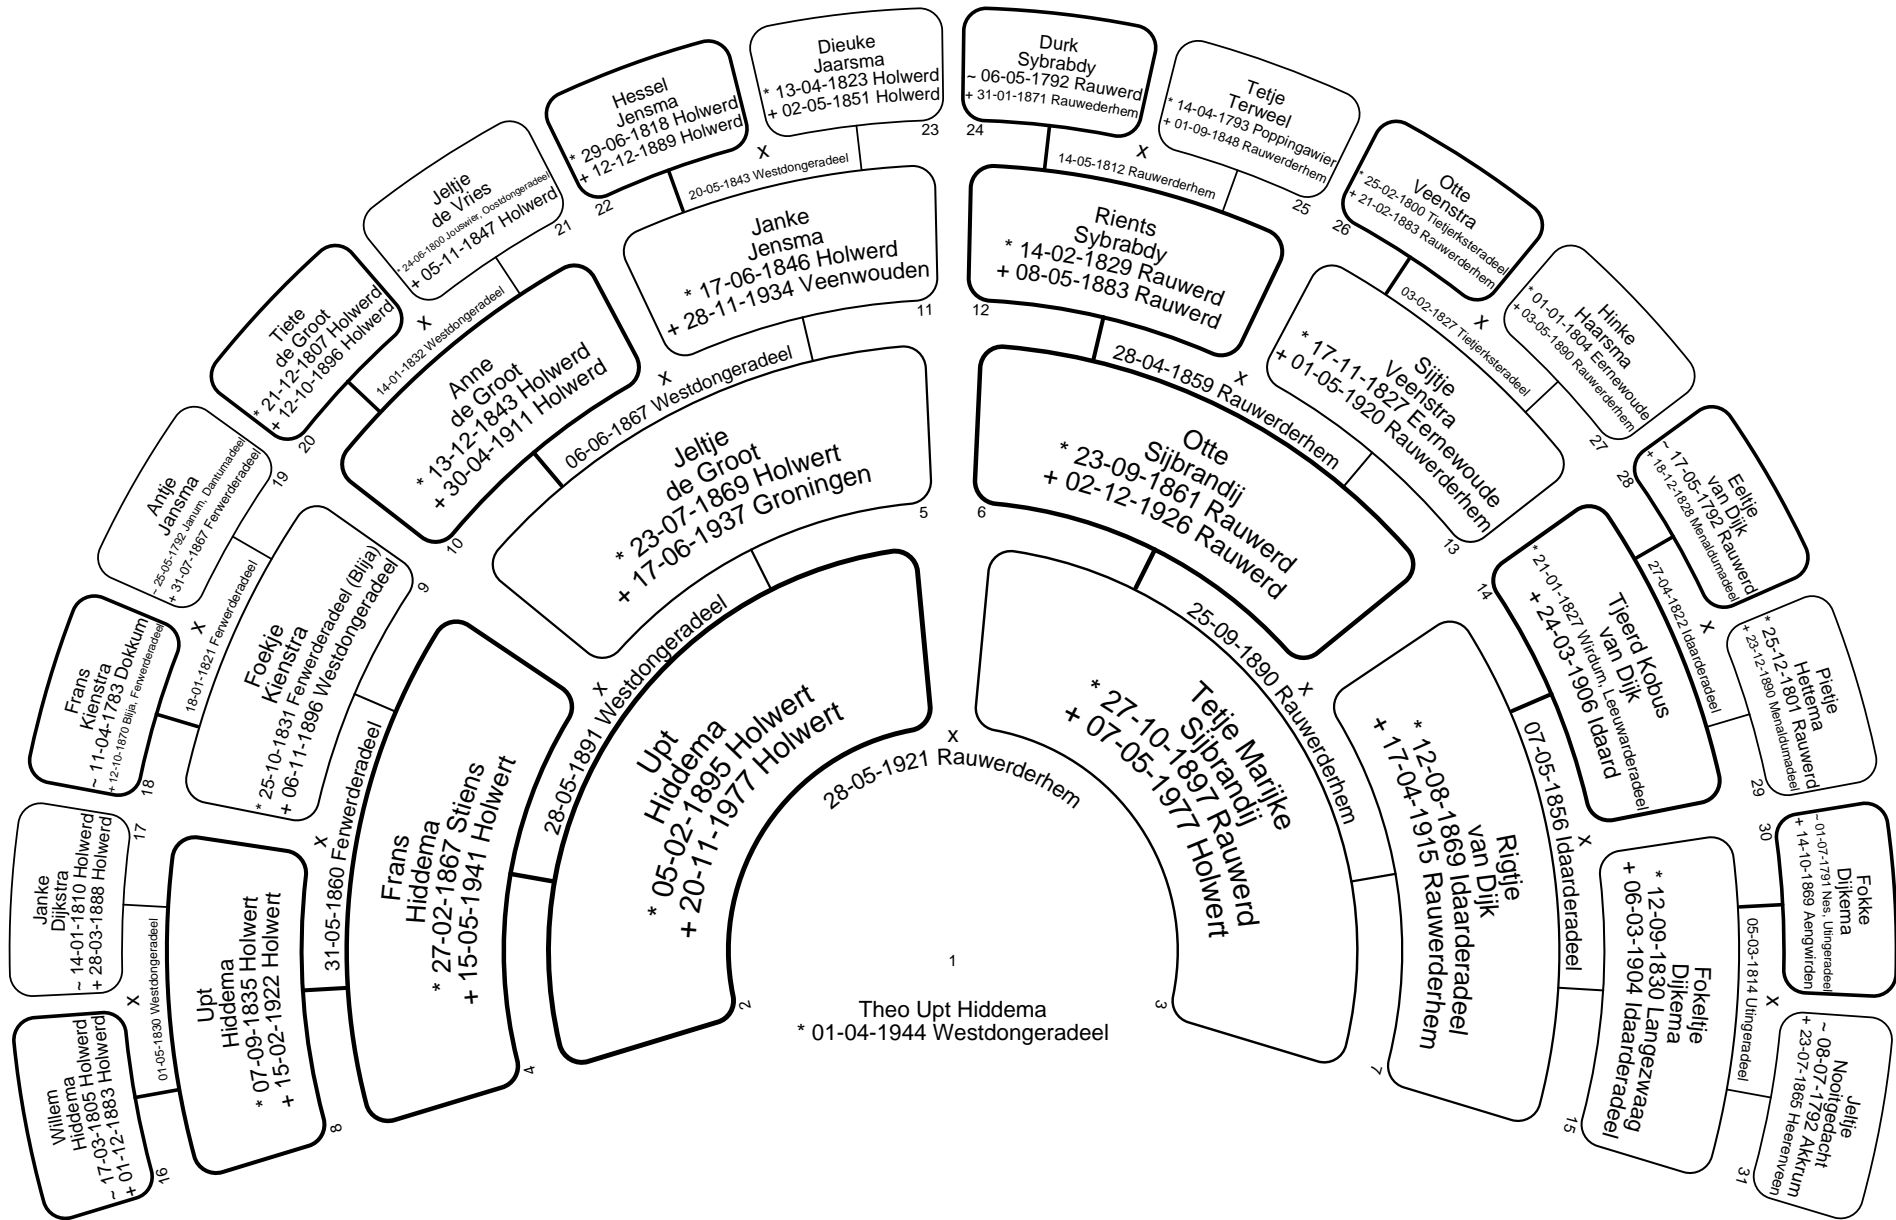 1
Theo Upt Hiddema
* 01-04-1944 Westdongeradeel
2
Upt
Hiddema
* 05-02-1895 Holwert
+ 20-11-1977 Holwert
x
28-05-1921 Rauwerderhem
3
Tetje Marijke
Sijbrandij
* 27-10-1897 Rauwerd
+ 07-05-1977 Holwert
4
Frans
Hiddema
* 27-02-1867 Stiens
+ 15-05-1941 Holwert
x
28-05-1891 Westdongeradeel
5
Jeltje
de Groot
* 23-07-1869 Holwert
+ 17-06-1937 Groningen
6
Otte
Sijbrandij
* 23-09-1861 Rauwerd
+ 02-12-1926 Rauwerd
x
25-09-1890 Rauwerderhem
7
Rigtje
van Dijk
* 12-08-1869 Idaarderadeel
+ 17-04-1915 Rauwerderhem
8
Upt
Hiddema
* 07-09-1835 Holwert
+ 15-02-1922 Holwert
x
31-05-1860 Ferwerderadeel
9
Foekje
Kienstra
* 25-10-1831 Ferwerderadeel (Blija)
+ 06-11-1896 Westdongeradeel
10
Anne
de Groot
* 13-12-1843 Holwerd
+ 30-04-1911 Holwerd
x
06-06-1867 Westdongeradeel
11
Janke
Jensma
* 17-06-1846 Holwerd
+ 28-11-1934 Veenwouden
12
Rients
Sybrabdy
* 14-02-1829 Rauwerd
+ 08-05-1883 Rauwerd
x
28-04-1859 Rauwerderhem
13
Sijtje
Veenstra
* 17-11-1827 Eernewoude
+ 01-05-1920 Rauwerderhem
14
Tjeerd Kobus
van Dijk
* 21-01-1827 Wirdum, Leeuwarderadeel
+ 24-03-1906 Idaard
x
07-05-1856 Idaarderadeel
15
Fokeltje
Dijkema
* 12-09-1830 Langezwaag
+ 06-03-1904 Idaarderadeel
16
Willem
Hiddema
~ 17-03-1805 Holwerd
+ 01-12-1883 Holwerd
x
01-05-1830 Westdongeradeel
17
Janke
Dijkstra
~ 14-01-1810 Holwerd
+ 28-03-1888 Holwerd
18
Frans
Kienstra
~ 11-04-1783 Dokkum
+ 12-10-1870 Blija, Ferwerderadeel
x
18-01-1821 Ferwerderadeel
19
Antje
Jansma
~ 25-05-1792 Janum, Dantumadeel
+ 31-07-1867 Ferwerderadeel
20
Tiete
de Groot
* 21-12-1807 Holwerd
+ 12-10-1896 Holwerd
x
14-01-1832 Westdongeradeel
21
Jeltje
de Vries
* 24-06-1800 Jouswier, Oostdongeradeel
+ 05-11-1847 Holwerd
22
Hessel
Jensma
* 29-06-1818 Holwerd
+ 12-12-1889 Holwerd
x
20-05-1843 Westdongeradeel
23
Dieuke
Jaarsma
* 13-04-1823 Holwerd
+ 02-05-1851 Holwerd
24
Durk
Sybrabdy
~ 06-05-1792 Rauwerd
+ 31-01-1871 Rauwederhem
x
14-05-1812 Rauwerderhem
25
Tetje
Terweel
* 14-04-1793 Poppingawier
+ 01-09-1848 Rauwerderhem
26
Otte
Veenstra
* 25-02-1800 Tietjerksteradeel
+ 21-02-1883 Rauwerderhem
x
03-02-1827 Tietjerksteradeel
27
Hinke
Haarsma
* 01-01-1804 Eernewoude
+ 03-05-1890 Rauwerderhem
28
Eeltje
van Dijk
~ 17-05-1792 Rauwerd
+ 18-12-1828 Menaldumadeel
x
27-04-1822 Idaarderadeel
29
Pietje
Hettema
* 25-12-1801 Rauwerd
+ 23-12-1890 Menaldumadeel
30
Fokke
Dijkema
~ 01-07-1791 Nes, Utingeradeel
+ 14-10-1869 Aengwirden
x
05-03-1814 Utingeradeel
31
Jeltje
Nooitgedacht
~ 08-07-1792 Akkrum
+ 23-07-1865 Heerenveen